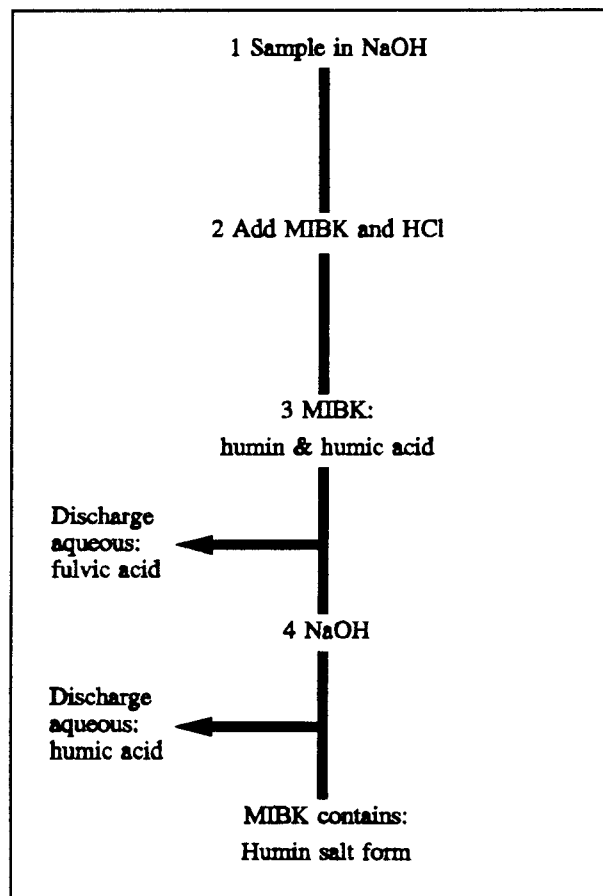 1 Sample in NaOH
2 Add MIBK and HCl
3 MIBK:
humin & humic acid
Discharge
aqueous:
fulvic acid
4 NaOH
Discharge
aqueous:
humic acid
MIBK contains:
Humin salt form